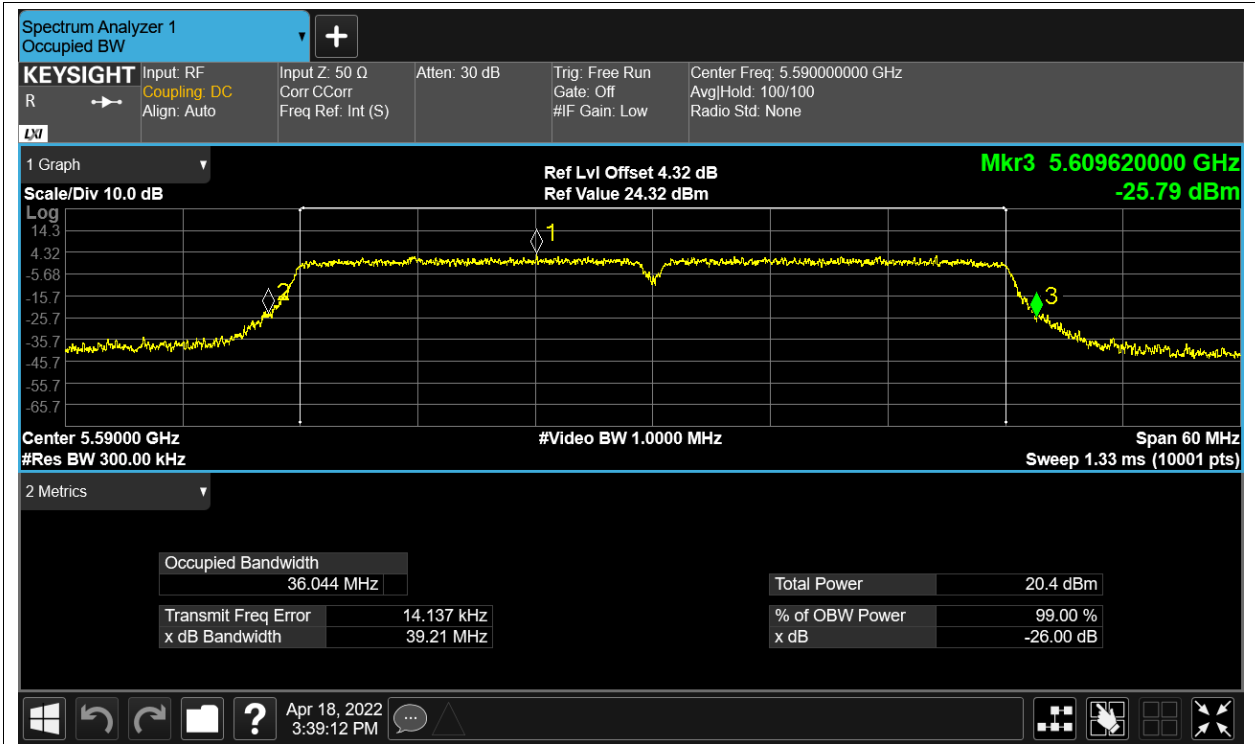 Spectrum Analyzer 1
Occupied BW
KEYSIGHT
R
LXI
Input: RF
Coupling: DC
Align: Auto
Input Z: 50 Ω
Corr CCorr
Freq Ref: Int (S)
Atten: 30 dB
Trig: Free Run
Gate: Off
#IF Gain: Low
Center Freq: 5.590000000 GHz
Avg|Hold: 100/100
Radio Std: None
1 Graph
Scale/Div 10.0 dB
Ref Lvl Offset 4.32 dB
Ref Value 24.32 dBm
Mkr3 5.609620000 GHz
-25.79 dBm
Log
14.3
4.32
-5.68
-15.7
-25.7
-35.7
-45.7
-55.7
-65.7
1
2
3
Center 5.59000 GHz
#Video BW 1.0000 MHz
Span 60 MHz
#Res BW 300.00 kHz
Sweep 1.33 ms (10001 pts)
2 Metrics
Occupied Bandwidth
36.044 MHz
Transmit Freq Error 14.137 kHz
x dB Bandwidth 39.21 MHz
Total Power 20.4 dBm
% of OBW Power 99.00 %
x dB -26.00 dB
?
Apr 18, 2022
3:39:12 PM